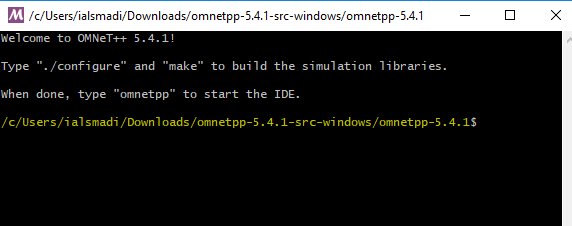 /c/Users/ialsmadi/Downloads/omnetpp-5.4.1-src-windows/omnetpp-5.4.1
Welcome to OMNeT++ 5.4.1!
Type "./configure" and "make" to build the simulation libraries.
When done, type "omnetpp" to start the IDE.
/c/Users/ialsmadi/Downloads/omnetpp-5.4.1-src-windows/omnetpp-5.4.1$